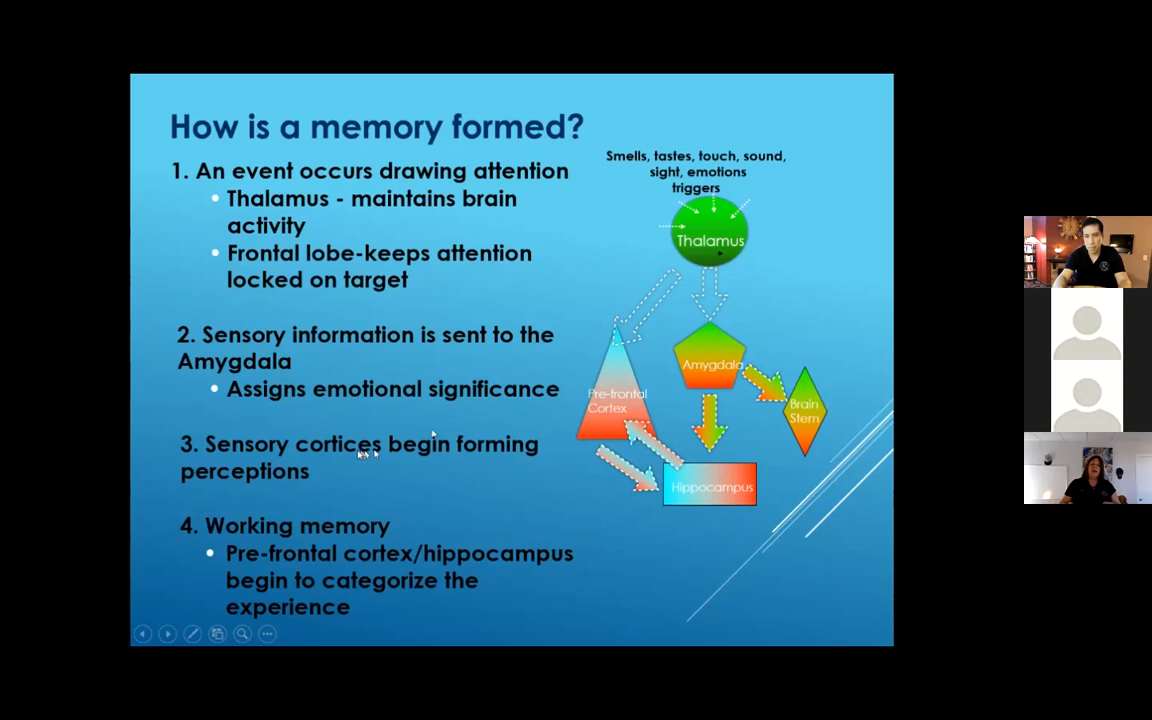 How is a memory formed?
1. An event occurs drawing attention
• Thalamus - maintains brain
activity
• Frontal lobe-keeps attention
locked on target
2. Sensory information is sent to the
Amygdala
• Assigns emotional significance
3. Sensory cortices begin forming
perceptions
4. Working memory
• Pre-frontal cortex/hippocampus
begin to categorize the
experience
Smells, tastes, touch, sound,
sight, emotions
triggers
Thalamus
Amygdala
Pre-frontal
Cortex
Brain
Stem
Hippocampus